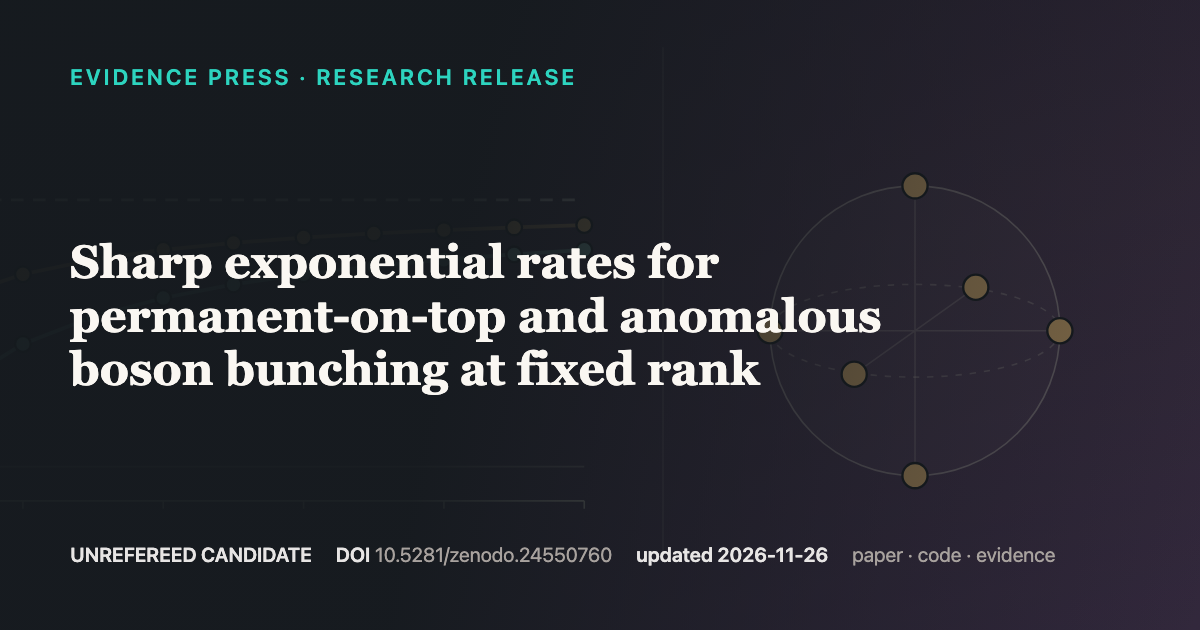 EVIDENCE PRESS · RESEARCH RELEASE
Sharp exponential rates for
permanent-on-top and anomalous
boson bunching at fixed rank
UNREFEREED CANDIDATE DOI 10.5281/zenodo.24550760 updated 2026-11-26 paper · code · evidence